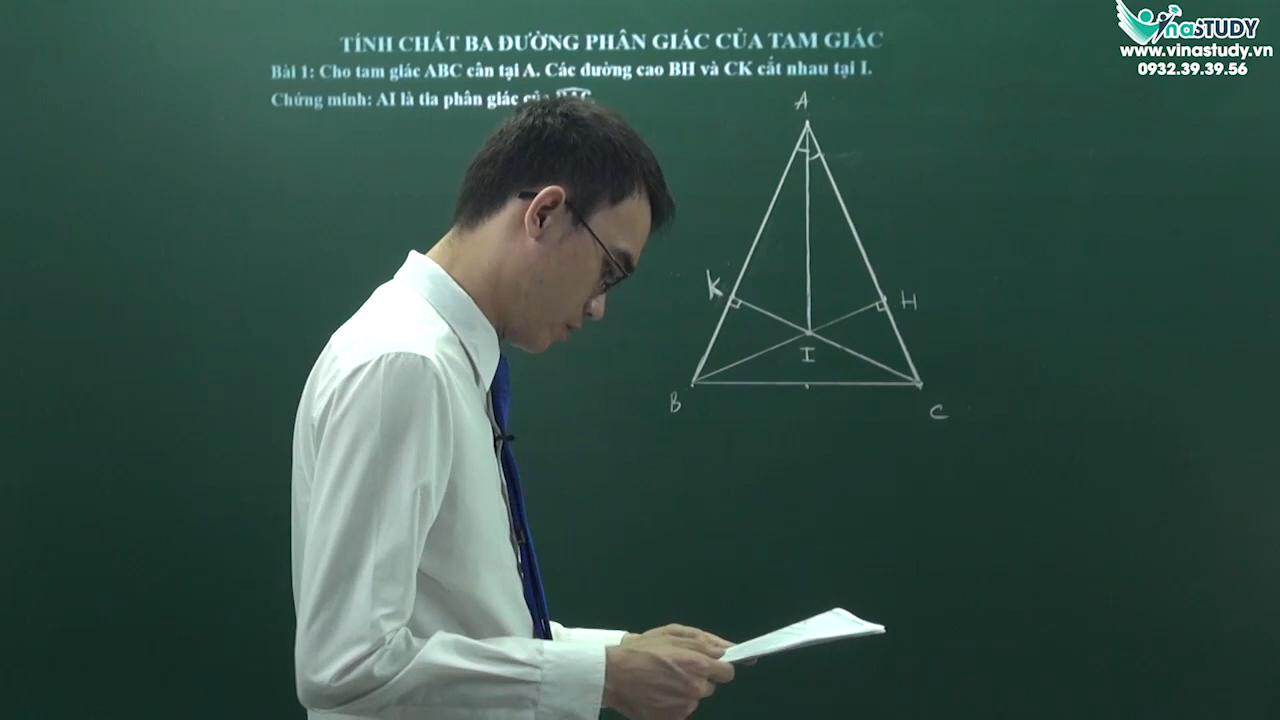 VinaSTUDY
www.vinastudy.vn
0932.39.39.56
TÍNH CHẤT BA ĐƯỜNG PHÂN GIÁC CỦA TAM GIÁC
Bài 1: Cho tam giác ABC cân tại A. Các đường cao BH và CK cắt nhau tại I.
Chứng minh: AI là tia phân giác của
A
K
H
I
B
C